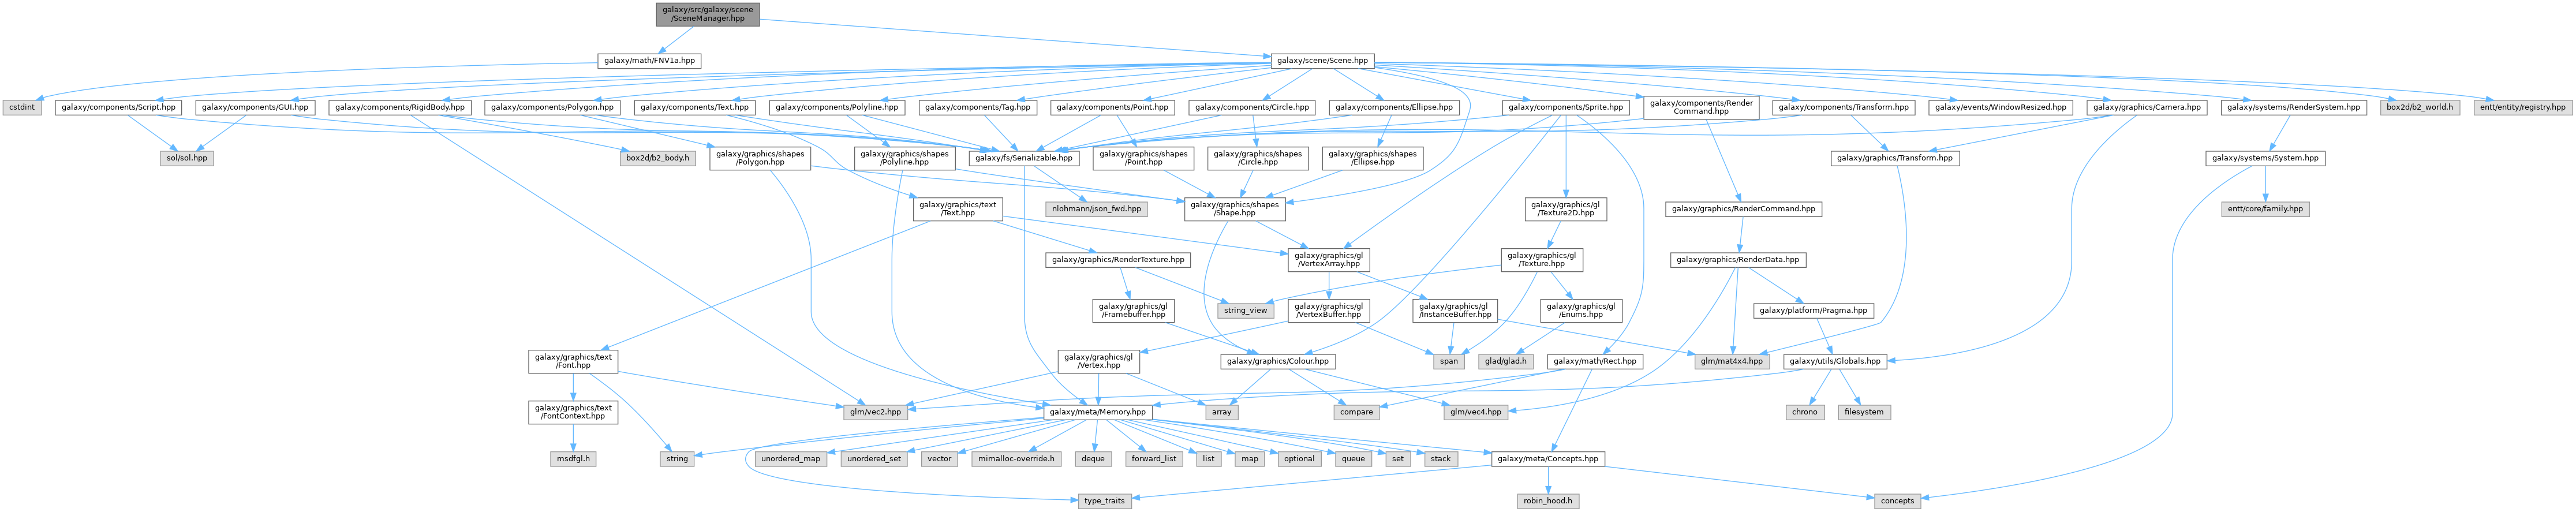 galaxy/src/galaxy/scene
/SceneManager.hpp
galaxy/math/FNV1a.hpp
galaxy/scene/Scene.hpp
cstdint
galaxy/components/Script.hpp
galaxy/components/GUI.hpp
galaxy/components/RigidBody.hpp
galaxy/components/Polygon.hpp
galaxy/components/Text.hpp
galaxy/components/Polyline.hpp
galaxy/components/Tag.hpp
galaxy/components/Point.hpp
galaxy/components/Circle.hpp
galaxy/components/Ellipse.hpp
galaxy/components/Sprite.hpp
galaxy/components/Render
Command.hpp
galaxy/components/Transform.hpp
galaxy/events/WindowResized.hpp
galaxy/graphics/Camera.hpp
galaxy/systems/RenderSystem.hpp
box2d/b2_world.h
entt/entity/registry.hpp
sol/sol.hpp
box2d/b2_body.h
galaxy/graphics/shapes
/Polygon.hpp
galaxy/graphics/shapes
/Polyline.hpp
galaxy/fs/Serializable.hpp
galaxy/graphics/shapes
/Point.hpp
galaxy/graphics/shapes
/Circle.hpp
galaxy/graphics/shapes
/Ellipse.hpp
galaxy/graphics/Transform.hpp
galaxy/systems/System.hpp
galaxy/graphics/text
/Text.hpp
nlohmann/json_fwd.hpp
galaxy/graphics/shapes
/Shape.hpp
galaxy/graphics/gl
/Texture2D.hpp
galaxy/graphics/RenderCommand.hpp
entt/core/family.hpp
galaxy/graphics/RenderTexture.hpp
galaxy/graphics/gl
/VertexArray.hpp
galaxy/graphics/gl
/Texture.hpp
galaxy/graphics/RenderData.hpp
galaxy/graphics/gl
/Framebuffer.hpp
string_view
galaxy/graphics/gl
/VertexBuffer.hpp
galaxy/graphics/gl
/InstanceBuffer.hpp
galaxy/graphics/gl
/Enums.hpp
galaxy/platform/Pragma.hpp
galaxy/graphics/text
/Font.hpp
galaxy/graphics/gl
/Vertex.hpp
galaxy/graphics/Colour.hpp
span
glad/glad.h
galaxy/math/Rect.hpp
glm/mat4x4.hpp
galaxy/utils/Globals.hpp
galaxy/graphics/text
/FontContext.hpp
glm/vec2.hpp
galaxy/meta/Memory.hpp
array
compare
glm/vec4.hpp
chrono
filesystem
msdfgl.h
string
unordered_map
unordered_set
vector
mimalloc-override.h
deque
forward_list
list
map
optional
queue
set
stack
galaxy/meta/Concepts.hpp
type_traits
robin_hood.h
concepts